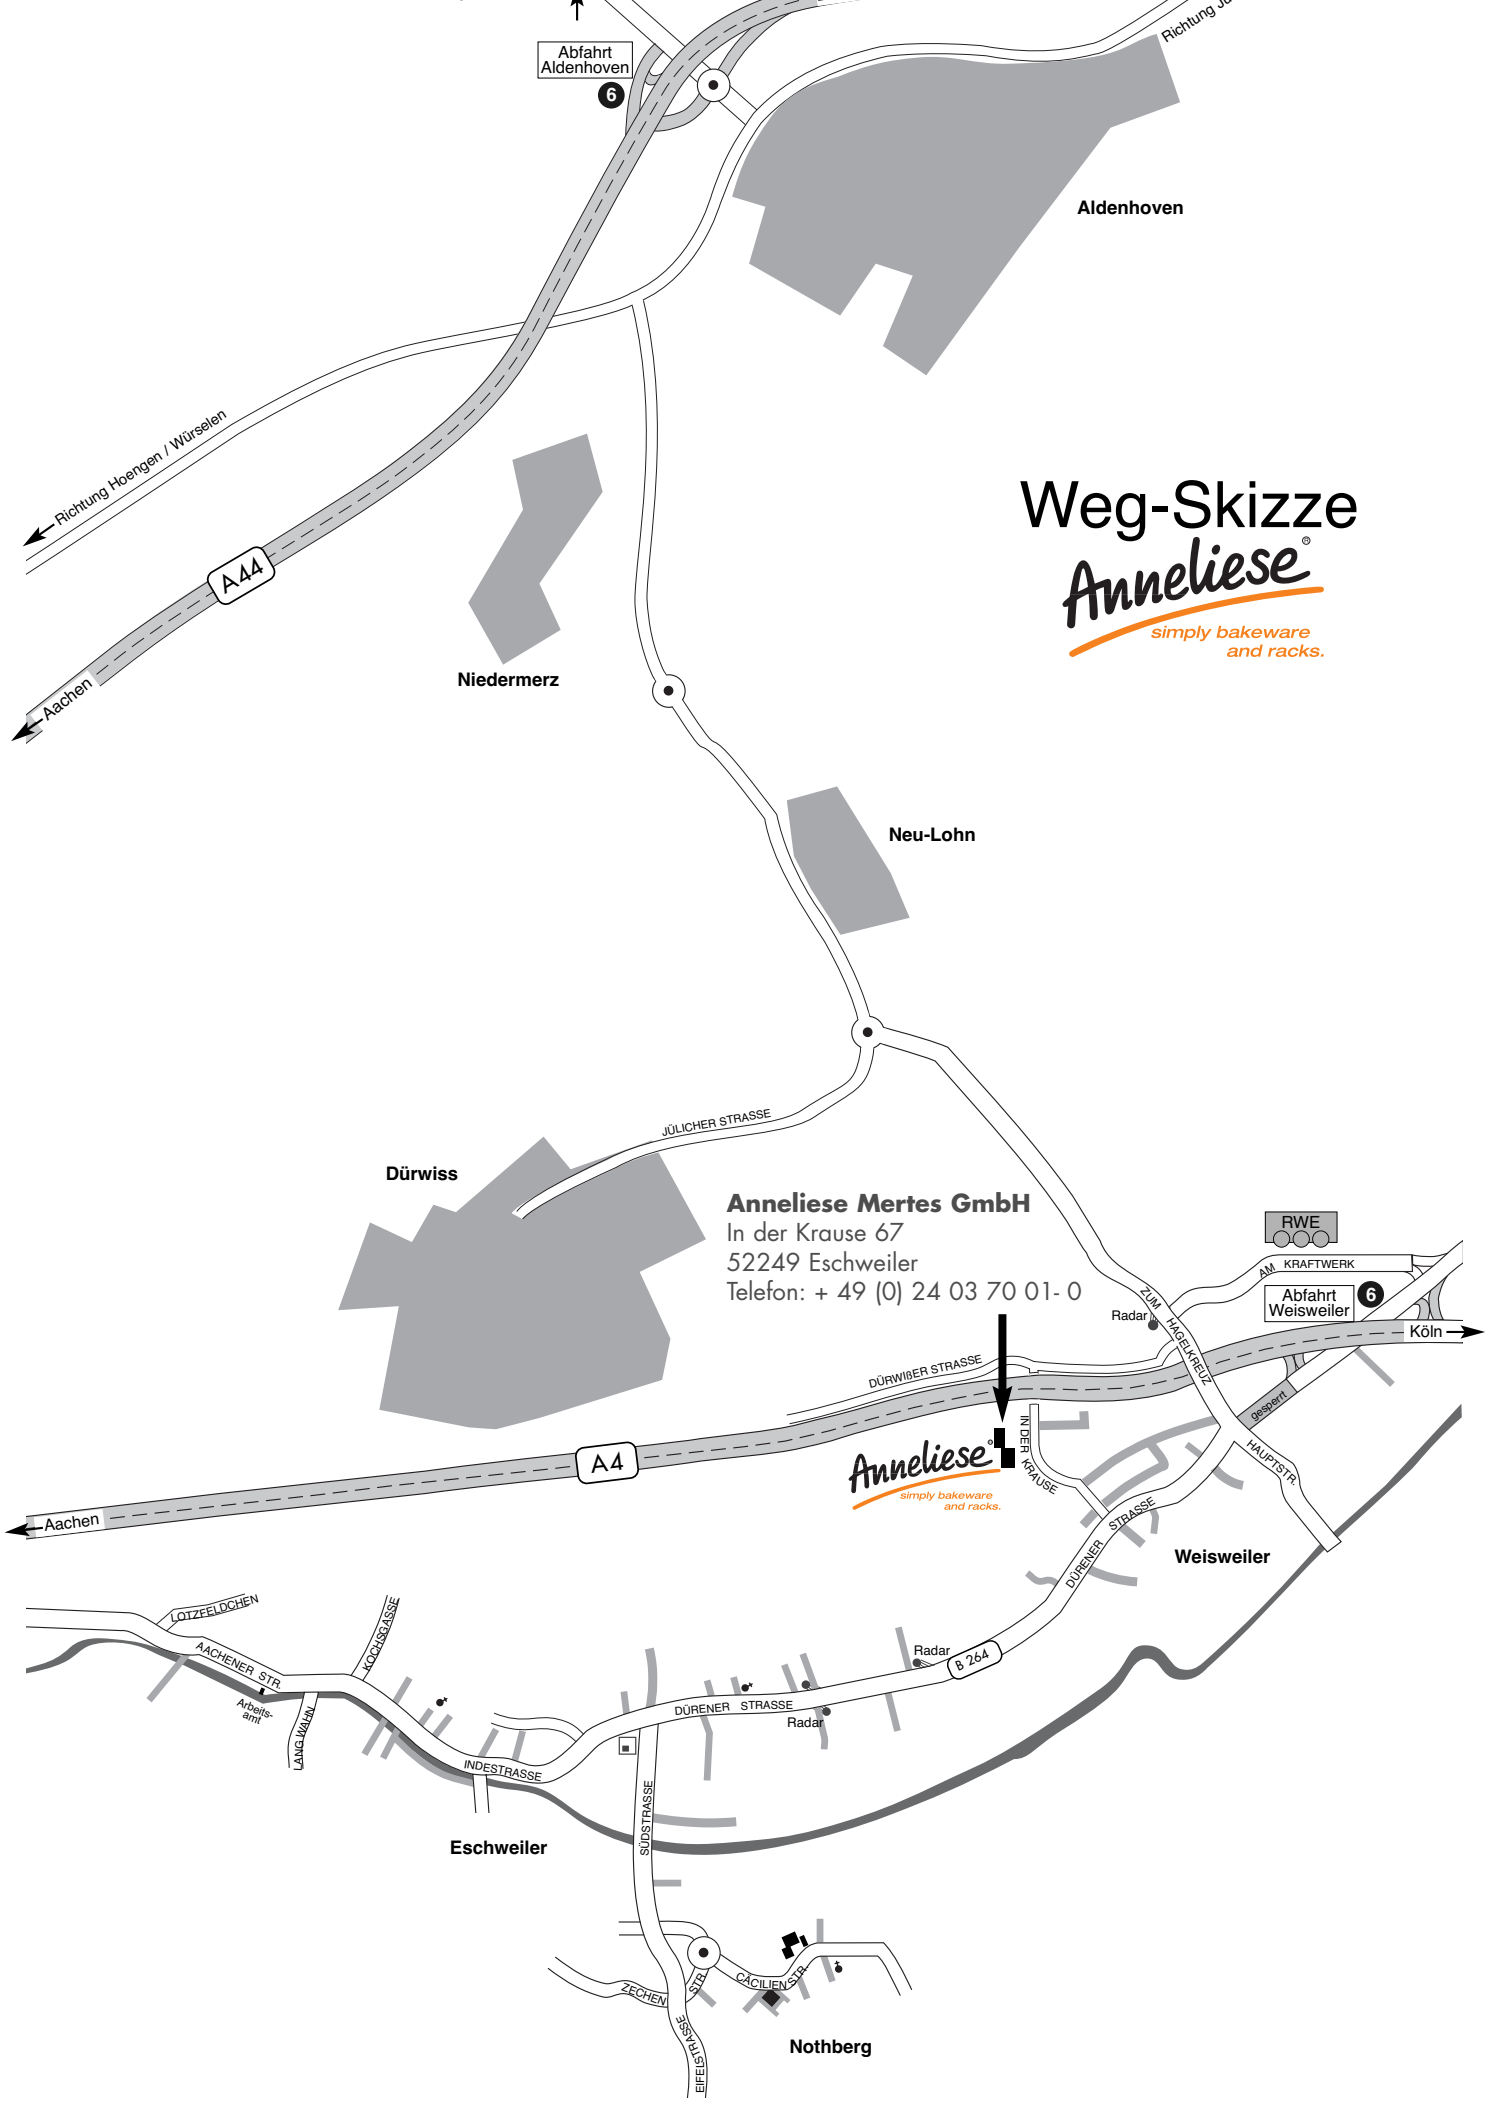 Abfahrt
Aldenhoven
6
Richtung
Aldenhoven
Richtung Hoengen / Würselen
A44
Aachen
Weg-Skizze
Anneliese®
simply bakeware
and racks.
Niedermerz
Neu-Lohn
JÜLICHER STRASSE
Dürwiss
Anneliese Mertes GmbH
In der Krause 67
52249 Eschweiler
Telefon: + 49 (0) 24 03 70 01- 0
RWE
AM KRAFTWERK
Abfahrt
Weisweiler
6
Radar
ZUM HAGELKREUZ
Köln
DÜRWIßER STRASSE
gesperrt
IN DER KRAUSE
HAUPTSTR.
A4
Anneliese®
simply bakeware
and racks.
Aachen
DÜRENER STRASSE
Weisweiler
LOTZFELDCHEN
KOCHSGASSE
AACHENER STR.
Arbeits-
amt
LANG WAHN
Radar
B 264
DÜRENER STRASSE
Radar
INDESTRASSE
SÜDSTRASSE
Eschweiler
ZECHEN STR.
CÄCILIEN STR.
EIFELSTRASSE
Nothberg